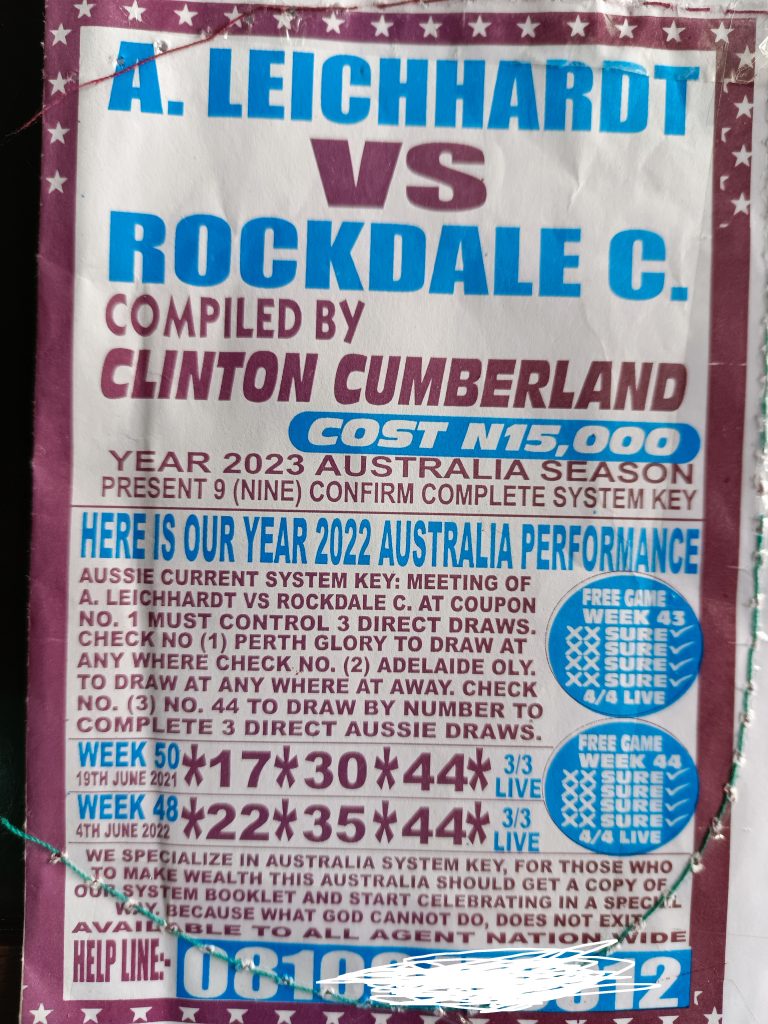 A. LEICHHARDT
VS
ROCKDALE C.
COMPILED BY
CLINTON CUMBERLAND
COST N15,000
YEAR 2023 AUSTRALIA SEASON
PRESENT 9 (NINE) CONFIRM COMPLETE SYSTEM KEY
HERE IS OUR YEAR 2022 AUSTRALIA PERFORMANCE
AUSSIE CURRENT SYSTEM KEY: MEETING OF
A. LEICHHARDT VS ROCKDALE C. AT COUPON
NO. 1 MUST CONTROL 3 DIRECT DRAWS.
CHECK NO (1) PERTH GLORY TO DRAW AT
ANY WHERE CHECK NO. (2) ADELAIDE OLY.
TO DRAW AT ANY WHERE AT AWAY. CHECK
NO. (3) NO. 44 TO DRAW BY NUMBER TO
COMPLETE 3 DIRECT AUSSIE DRAWS.
FREE GAME
WEEK 43
XX SURE✓
XX SURE✓
XX SURE✓
XX SURE✓
4/4 LIVE
WEEK 50
19TH JUNE 2021
*17*30*44*
3/3
LIVE
WEEK 48
4TH JUNE 2022
*22*35*44*
3/3
LIVE
FREE GAME
WEEK 44
XX SURE✓
XX SURE✓
XX SURE✓
XX SURE✓
4/4 LIVE
WE SPECIALIZE IN AUSTRALIA SYSTEM KEY, FOR THOSE WHO
TO MAKE WEALTH THIS AUSTRALIA SHOULD GET A COPY OF
OUR SYSTEM BOOKLET AND START CELEBRATING IN A SPECIAL
WAY, BECAUSE WHAT GOD CANNOT DO, DOES NOT EXIT
AVAILABLE TO ALL AGENT NATION WIDE
HELP LINE:-